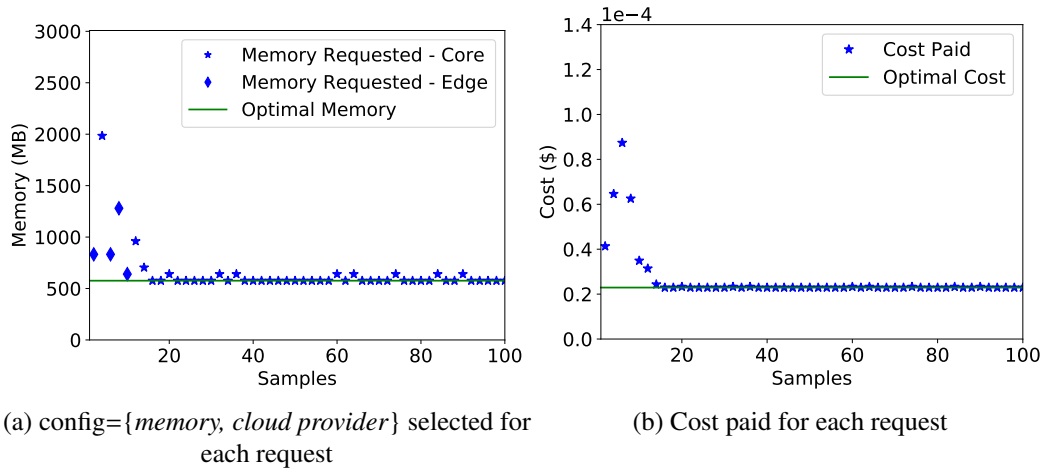 3000
2500
2000
1500
1000
500
0
Memory (MB)
Memory Requested - Core
Memory Requested - Edge
Optimal Memory
20 40 60 80 100
Samples
(a) config={memory, cloud provider} selected for
each request
1e−4
1.4
1.2
1.0
0.8
0.6
0.4
0.2
0.0
Cost ($)
Cost Paid
Optimal Cost
20 40 60 80 100
Samples
(b) Cost paid for each request